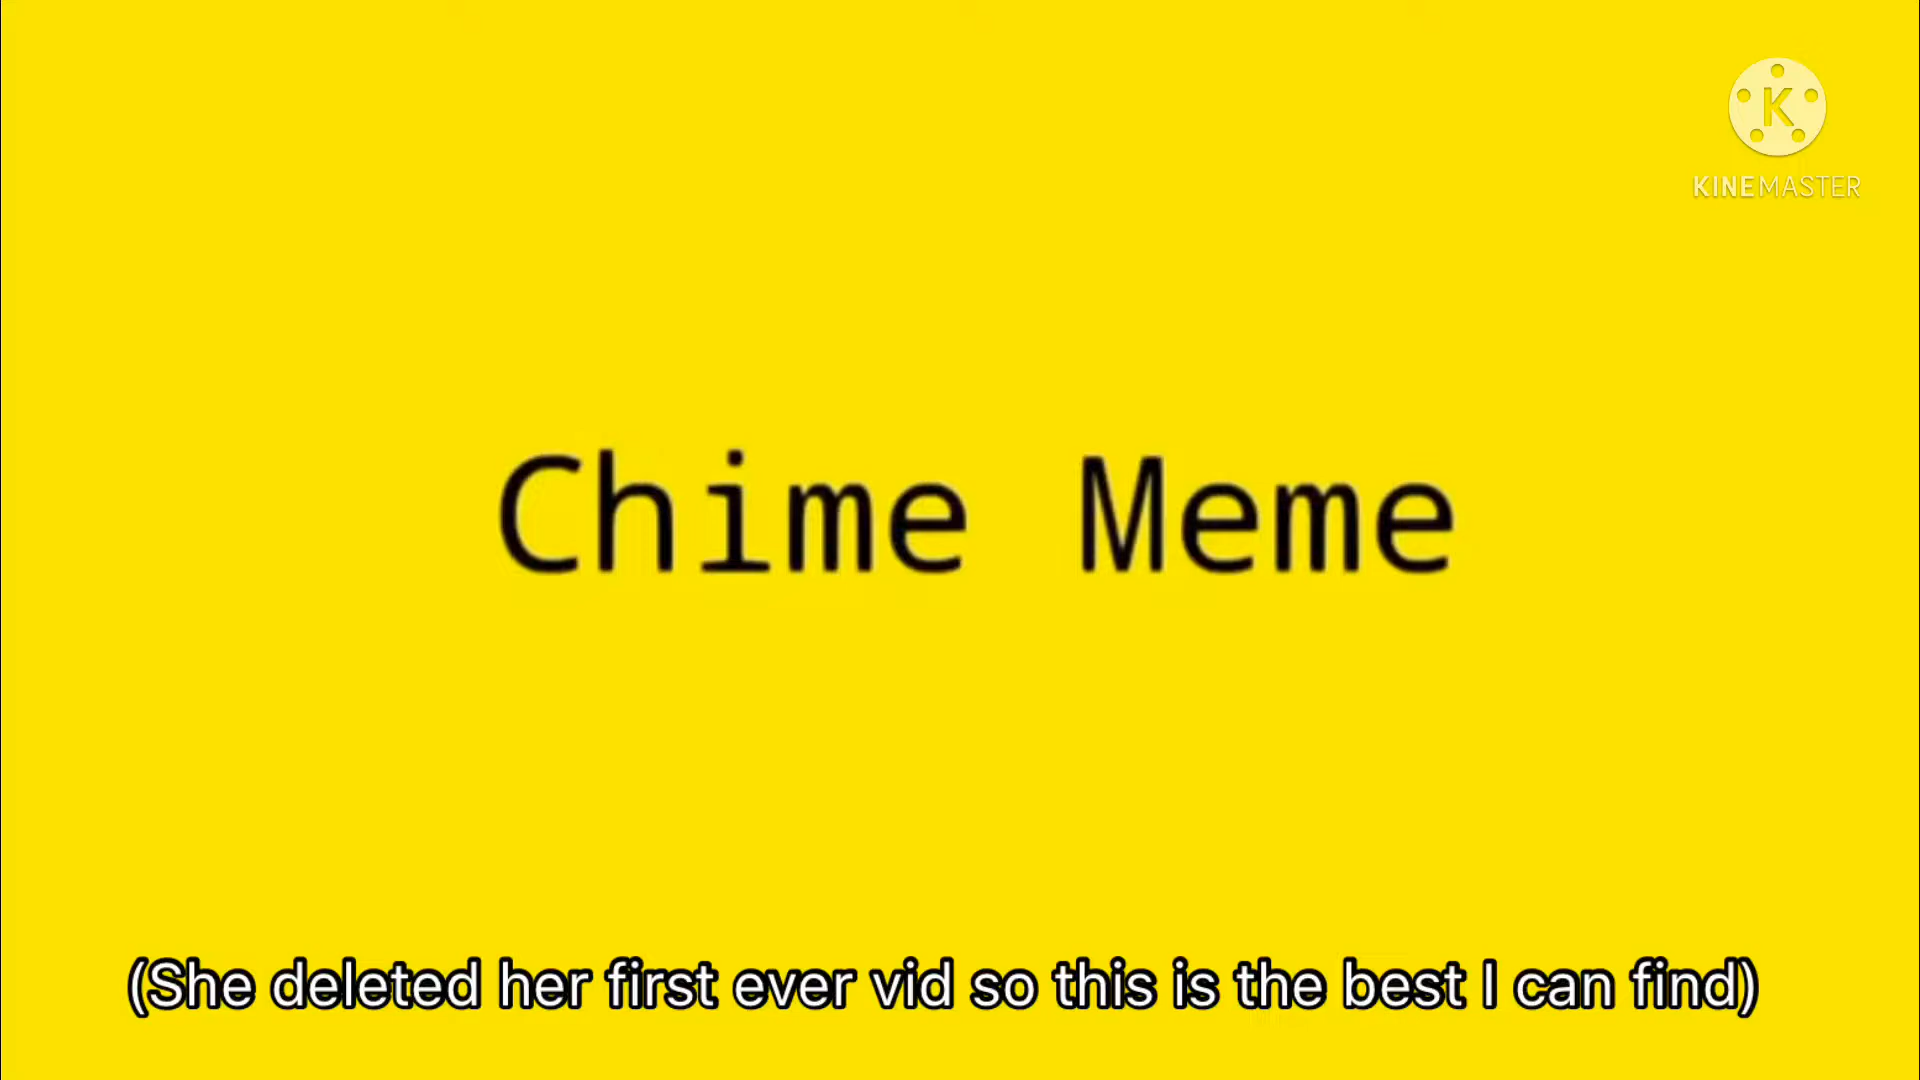 K
KINEMASTER
Chime Meme
(She deleted her first ever vid so this is the best I can find)